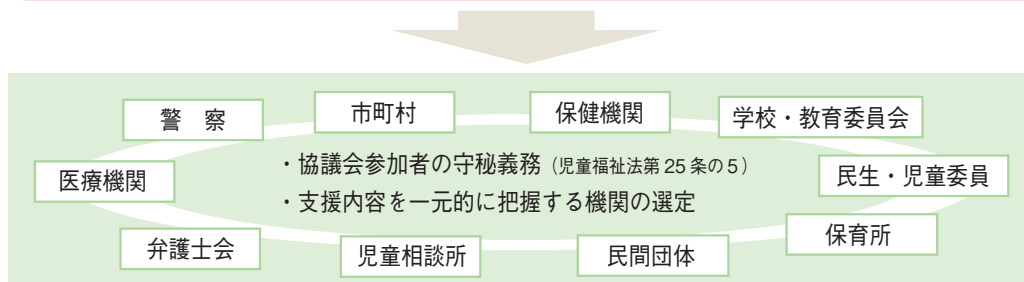 警　察
市町村
保健機関
学校・教育委員会
医療機関
・協議会参加者の守秘義務（児童福祉法第 25 条の５）
・支援内容を一元的に把握する機関の選定
民生・児童委員
弁護士会
児童相談所
民間団体
保育所